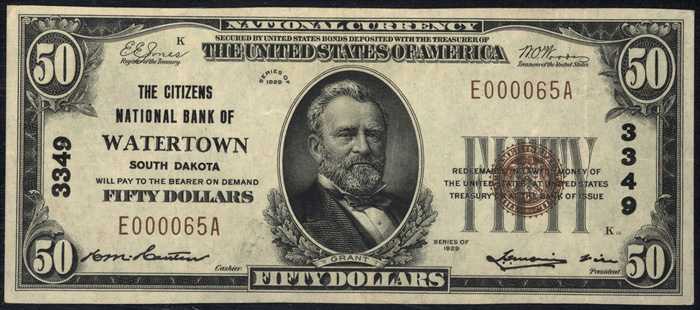 NATIONAL CURRENCY
SECURED BY UNITED STATES BONDS DEPOSITED WITH THE TREASURER OF
THE UNITED STATES OF AMERICA
50
50
K
E.E. Jones
Register of the Treasury.
W.O. Woods
Treasurer of the United States
SERIES OF
1929
THE CITIZENS
NATIONAL BANK OF
WATERTOWN
SOUTH DAKOTA
WILL PAY TO THE BEARER ON DEMAND
FIFTY DOLLARS
E000065A
3349
E000065A
FIFTY
REDEEMABLE IN LAWFUL MONEY OF
THE UNITED STATES AT UNITED STATES
TREASURY OR AT THE BANK OF ISSUE
3349
K
SERIES OF
1929
GRANT
Cashier.
President
50
FIFTY DOLLARS
50